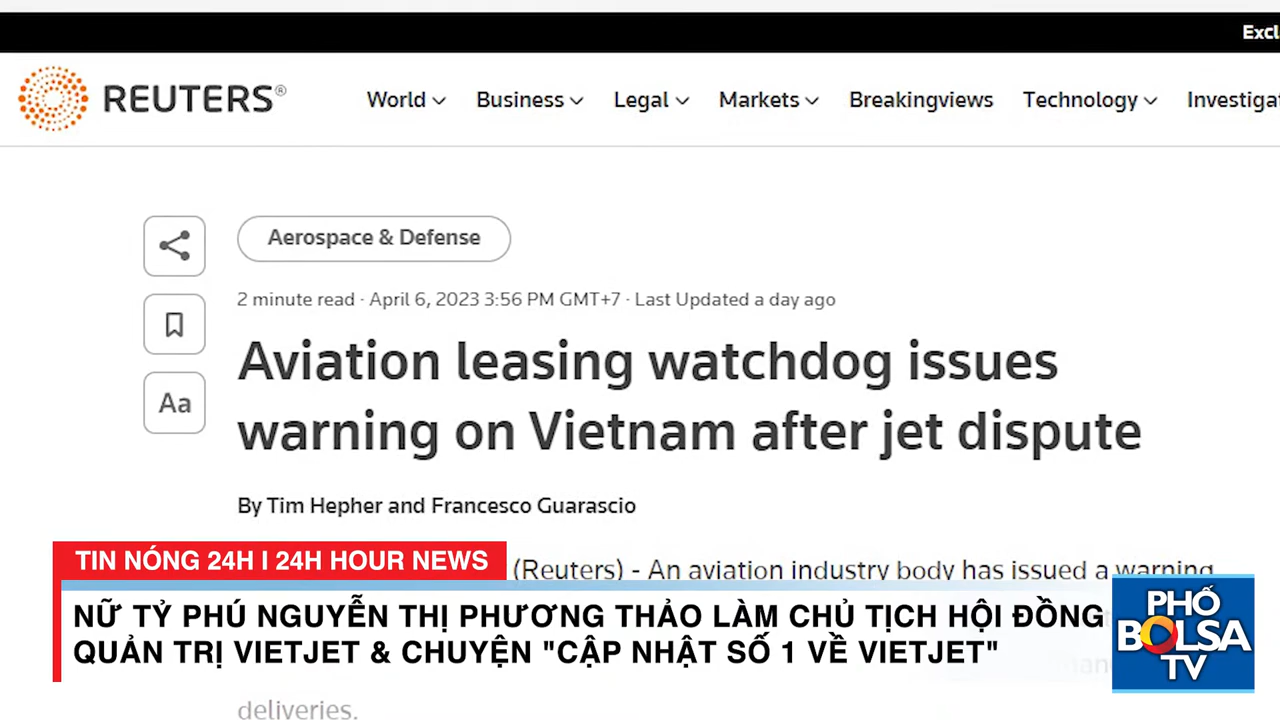 Excl
REUTERS®
World Business Legal Markets Breakingviews Technology Investigat
Aerospace & Defense
2 minute read · April 6, 2023 3:56 PM GMT+7 · Last Updated a day ago
Aa
Aviation leasing watchdog issues
warning on Vietnam after jet dispute
By Tim Hepher and Francesco Guarascio
(Reuters) - An aviation industry body has issued a warning
TIN NÓNG 24H I 24H HOUR NEWS
NỮ TỶ PHÚ NGUYỄN THỊ PHƯƠNG THẢO LÀM CHỦ TỊCH HỘI ĐỒNG
QUẢN TRỊ VIETJET & CHUYỆN "CẬP NHẬT SỐ 1 VỀ VIETJET"
PHỐ
BOLSA
TV
deliveries.